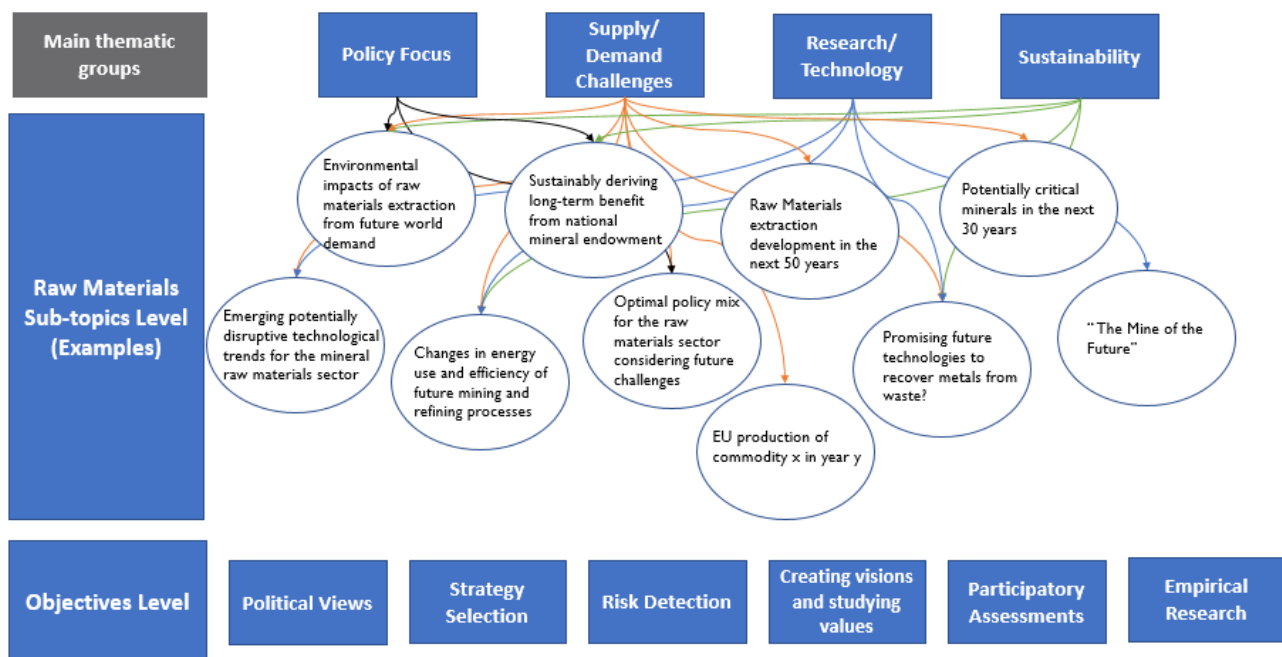 Main thematic
groups
Policy Focus
Supply/
Demand
Challenges
Research/
Technology
Sustainability
Raw Materials
Sub-topics Level
(Examples)
Environmental
impacts of raw
materials extraction
from future world
demand
Sustainably deriving
long-term benefit
from national
mineral endowment
Raw Materials
extraction
development in the
next 50 years
Potentially critical
minerals in the next
30 years
Emerging potentially
disruptive technological
trends for the mineral
raw materials sector
Changes in energy
use and efficiency of
future mining and
refining processes
Optimal policy mix
for the raw
materials sector
considering future
challenges
EU production of
commodity x in year y
Promising future
technologies to
recover metals from
waste?
“The Mine of the
Future”
Objectives Level
Political Views
Strategy
Selection
Risk Detection
Creating visions
and studying
values
Participatory
Assessments
Empirical
Research